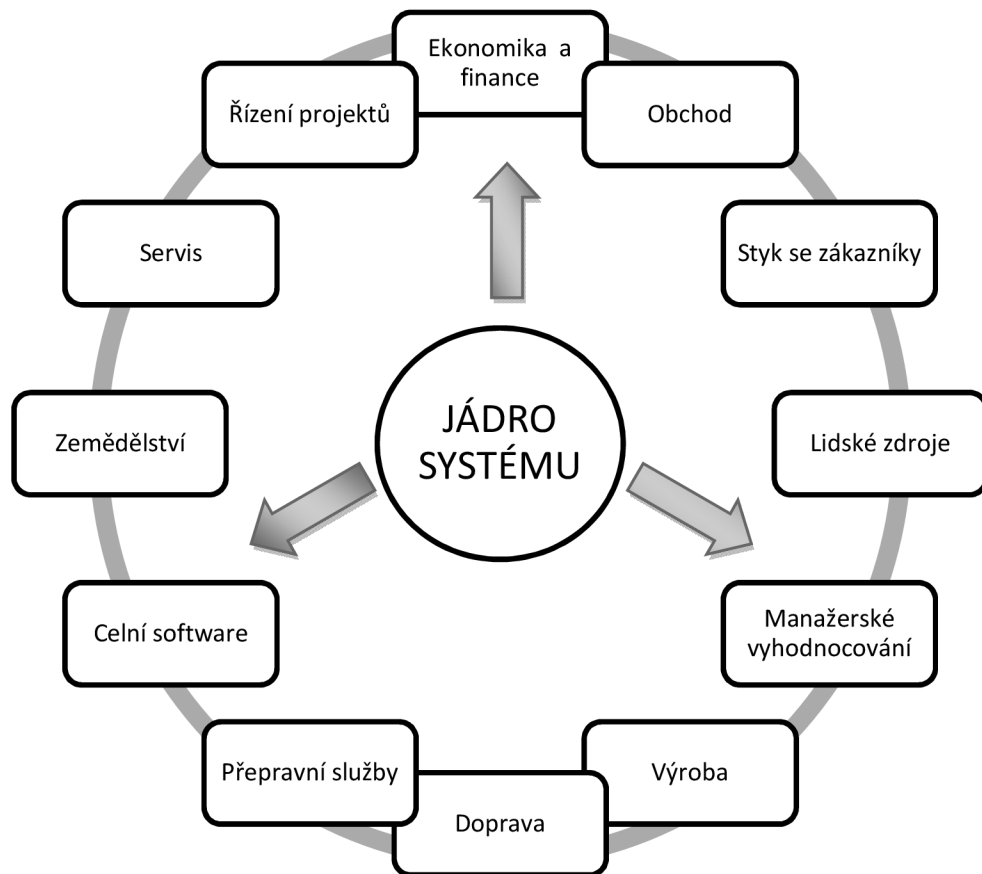 Ekonomika a
finance
Řízení projektů
Obchod
Servis
Styk se zákazníky
JÁDRO
SYSTÉMU
Zemědělství
Lidské zdroje
Celní software
Manažerské
vyhodnocování
Přepravní služby
Výroba
Doprava